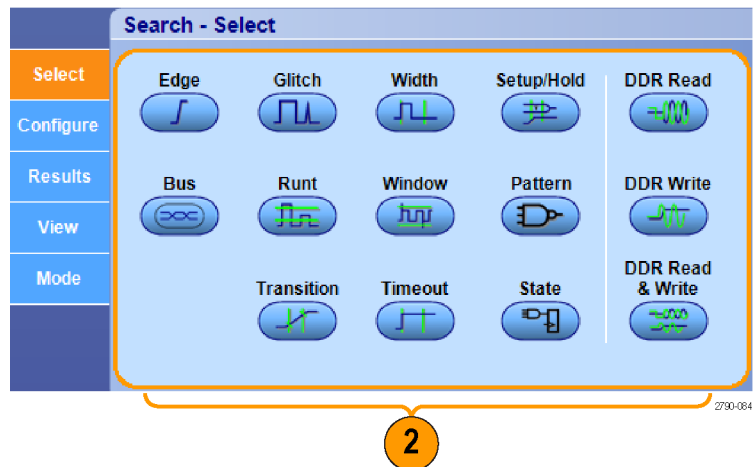 Search - Select
Select
Configure
Results
View
Mode
Edge Glitch Width Setup/Hold DDR Read
Bus Runt Window Pattern DDR Write
Transition Timeout State DDR Read
& Write
2790-084
2